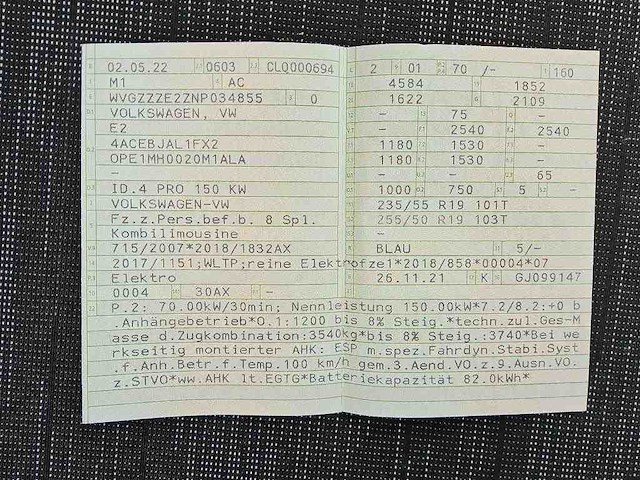 02.05.22 0603 CLQ000694
M1 AC
WVGZZZE2ZNP034855 0
VOLKSWAGEN, VW
E2
4ACEBJAL1FX2
OPE1MH0020M1ALA
–
ID.4 PRO 150 KW
VOLKSWAGEN-VW
Fz.z.Pers.bef.b. 8 Spl.
Kombilimousine
715/2007*2018/1832AX
2017/1151;WLTP;reine Elektrofze
Elektro
0004 30AX –
2 01 70 /- 160
4584 1852
1622 2109
– 75 –
– 2540 2540
1180 1530 –
1180 1530 –
– – 65
1000 750 5 –
235/55 R19 101T
255/50 R19 103T
–
BLAU 5/–
1*2018/858*00004*07
26.11.21 K GJ099147
P.2: 70.00kW/30min; Nennleistung 150.00kW*7.2/8.2:+0 b
.Anhängebetrieb*O.1:1200 bis 8% Steig.*techn.zul.Ges-M
asse d.Zugkombination:3540kg*bis 8% Steig.:3740*Bei we
rkseitig montierter AHK: ESP m.spez.Fahrdyn.Stabi.Syst
.f.Anh.Betr.f.Temp.100 km/h gem.3.Aend.VO.z.9.Ausn.VO.
z.STVO*ww.AHK lt.EGTG*Batteriekapazität 82.0kWh*